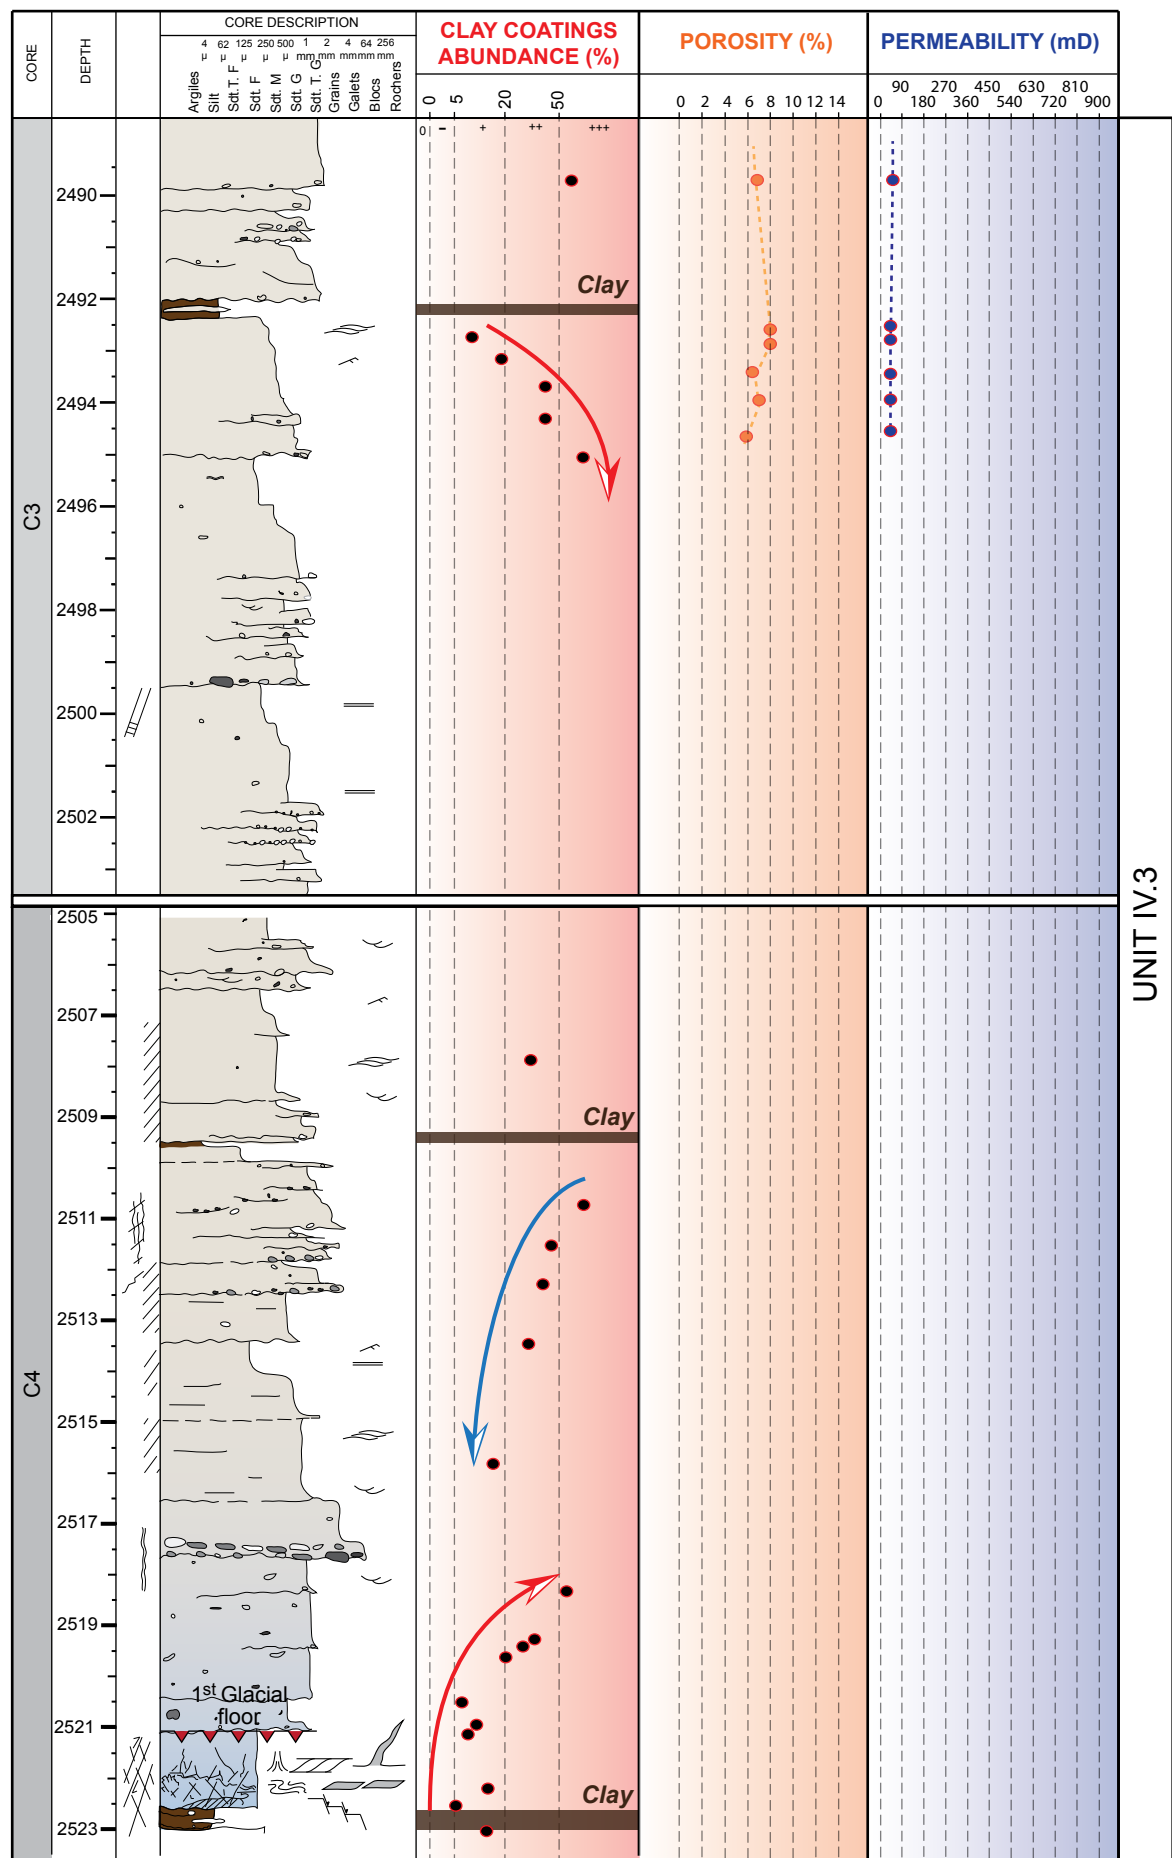 CORE
DEPTH
CORE DESCRIPTION
4 62 125 250 500 1 2 4 64 256
µ µ µ µ µ mm mm mm mm mm
Argiles
Silt
Sdt.T. F
Sdt. F
Sdt. M
Sdt. G
Sdt. T. G
Grains
Galets
Blocs
Rochers
CLAY COATINGS
ABUNDANCE (%)
0 5 20 50
POROSITY (%)
0 2 4 6 8 10 12 14
PERMEABILITY (mD)
0 90 180 270 360 450 540 630 720 810 900
0 - + ++ +++
C3
2490
2492
Clay
2494
2496
2498
2500
2502
UNIT IV.3
C4
2505
2507
2509
Clay
2511
2513
2515
2517
2519
1st Glacial
floor
2521
Clay
2523